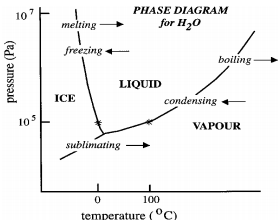 PHASE DIAGRAM
for H₂O
10⁷
melting
freezing
boiling
LIQUID
ICE
condensing
10⁵
VAPOUR
sublimating
pressure (Pa)
0
100
temperature (°C)